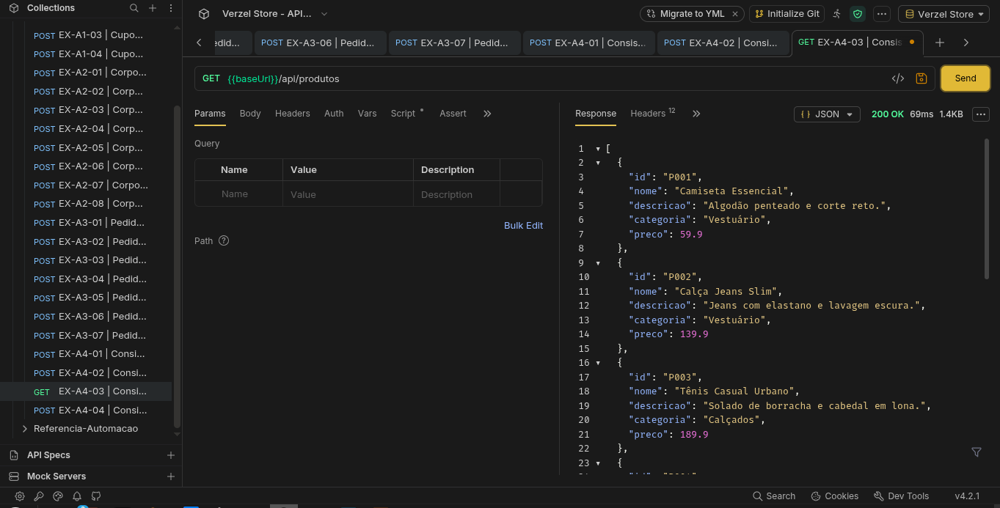 Collections
Verzel Store - API...
Migrate to YML
Initialize Git
Verzel Store
POST EX-A1-03 | Cupo...
POST EX-A1-04 | Cupo...
POST EX-A2-01 | Corpo...
POST EX-A2-02 | Corp...
POST EX-A2-03 | Corp...
POST EX-A2-04 | Corp...
POST EX-A2-05 | Corp...
POST EX-A2-06 | Corp...
POST EX-A2-07 | Corpo...
POST EX-A2-08 | Corp...
POST EX-A3-01 | Pedid...
POST EX-A3-02 | Pedid...
POST EX-A3-03 | Pedid...
POST EX-A3-04 | Pedid...
POST EX-A3-05 | Pedid...
POST EX-A3-06 | Pedid...
POST EX-A3-07 | Pedid...
POST EX-A4-01 | Consi...
POST EX-A4-02 | Consi...
GET EX-A4-03 | Consi...
POST EX-A4-04 | Consi...
Referencia-Automacao
API Specs
Mock Servers
edid...
POST EX-A3-06 | Pedid...
POST EX-A3-07 | Pedid...
POST EX-A4-01 | Consis...
POST EX-A4-02 | Consi...
GET EX-A4-03 | Consis
GET {{baseUrl}}/api/produtos
Send
Params Body Headers Auth Vars Script Assert
Query
Name Value Description
Name Value Description
Bulk Edit
Path
Response Headers 12
{ } JSON 200 OK 69ms 1.4KB
1 [
2 {
3 "id": "P001",
4 "nome": "Camiseta Essencial",
5 "descricao": "Algodão penteado e corte reto.",
6 "categoria": "Vestuário",
7 "preco": 59.9
8 },
9 {
10 "id": "P002",
11 "nome": "Calça Jeans Slim",
12 "descricao": "Jeans com elastano e lavagem escura.",
13 "categoria": "Vestuário",
14 "preco": 139.9
15 },
16 {
17 "id": "P003",
18 "nome": "Tênis Casual Urbano",
19 "descricao": "Solado de borracha e cabedal em lona.",
20 "categoria": "Calçados",
21 "preco": 189.9
22 },
23 {
Search Cookies Dev Tools v4.2.1